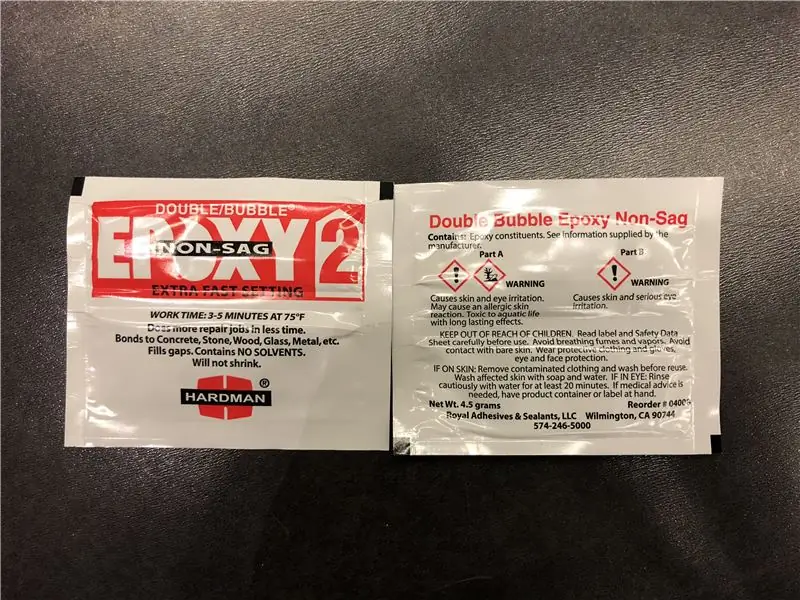 DOUBLE/BUBBLE®
EPOXY 2
NON-SAG
EXTRA FAST SETTING
WORK TIME: 3-5 MINUTES AT 75°F
Does more repair jobs in less time.
Bonds to Concrete, Stone, Wood, Glass, Metal, etc.
Fills gaps. Contains NO SOLVENTS.
Will not shrink.
HARDMAN ®
Double Bubble Epoxy Non-Sag
Contains: Epoxy constituents. See information supplied by the
manufacturer.
Part A
WARNING
Causes skin and eye irritation.
May cause an allergic skin
reaction. Toxic to aquatic life
with long lasting effects.
Part B
WARNING
Causes skin and serious eye
irritation.
KEEP OUT OF REACH OF CHILDREN. Read label and Safety Data
Sheet carefully before use. Avoid breathing fumes and vapors. Avoid
contact with bare skin. Wear protective clothing and gloves,
eye and face protection.
IF ON SKIN: Remove contaminated clothing and wash before reuse.
Wash affected skin with soap and water. IF IN EYE: Rinse
cautiously with water for at least 20 minutes. If medical advice is
needed, have product container or label at hand.
Net Wt. 4.5 grams
Reorder #
Royal Adhesives & Sealants, LLC Wilmington, CA 90744
574-246-5000